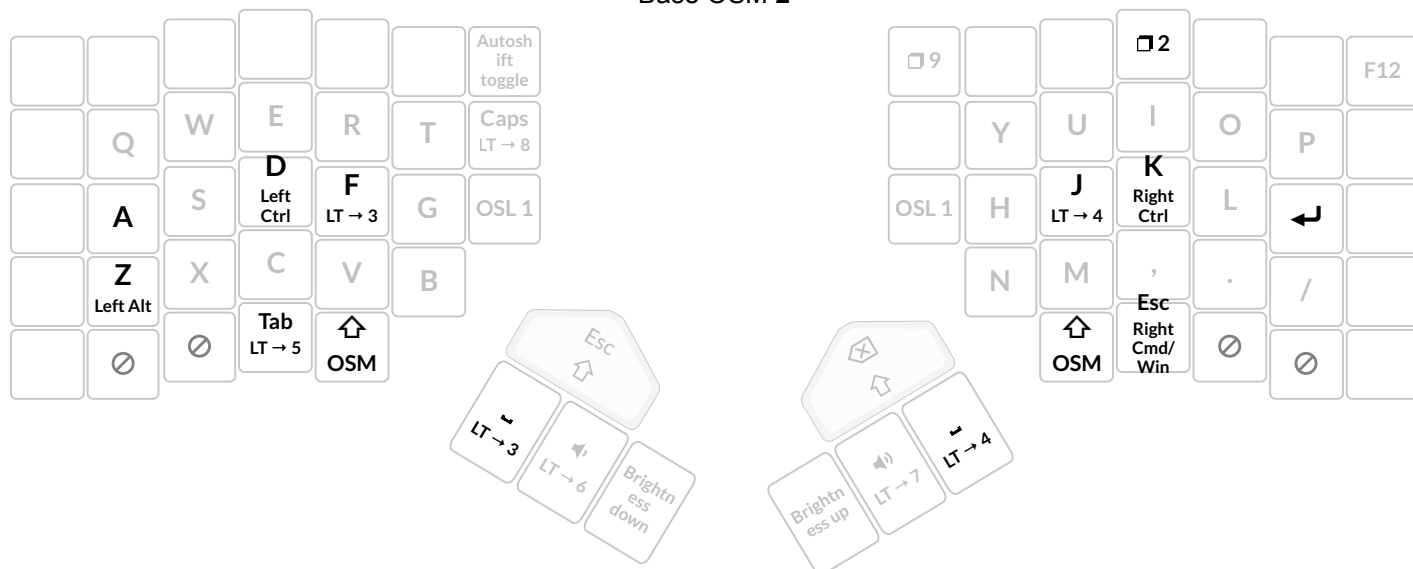 Base OSM 2
Autosh
ift
toggle
9
2
F12
Q
W
E
R
T
Caps
LT → 8
Y
U
I
O
P
A
S
D
Left
Ctrl
F
LT → 3
G
OSL 1
OSL 1
H
J
LT → 4
K
Right
Ctrl
L
Z
Left Alt
X
C
V
B
N
M
,
.
/
Tab
LT → 5
OSM
OSM
Esc
Right
Cmd/
Win
Esc
LT → 3
LT → 6
Brightn
ess
down
Brightn
ess up
LT → 7
LT → 4